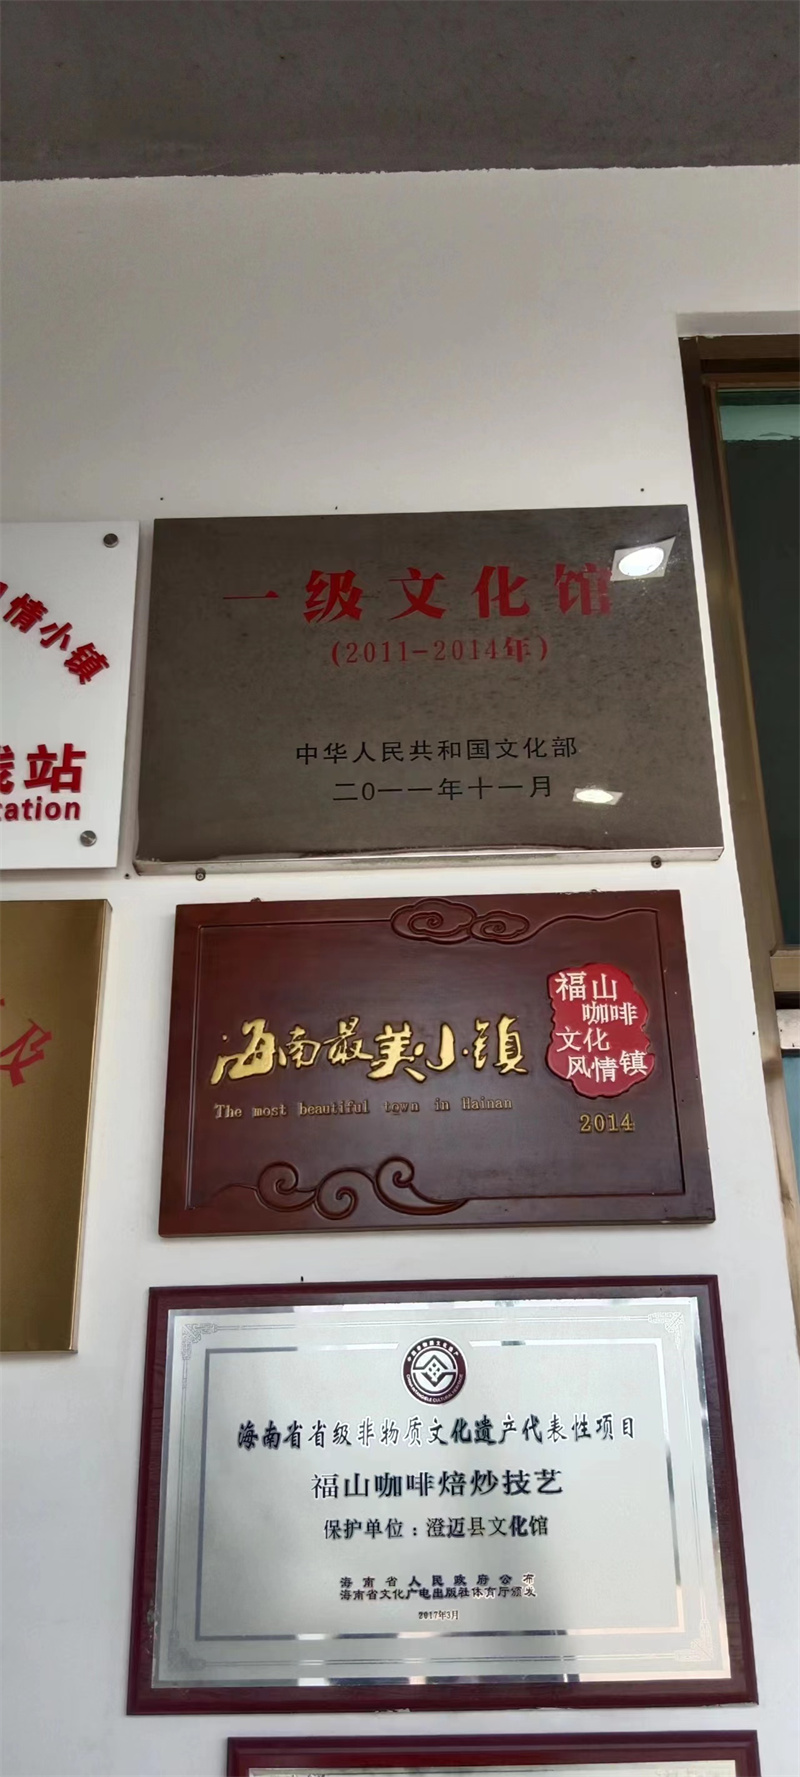 情小镇
站
tation
一级文化馆
(2011-2014年)
中华人民共和国文化部
二0一一年十一月
海南最美小镇
The most beautiful town in Hainan
福山
咖啡
文化
风情镇
2014
海南省省级非物质文化遗产代表性项目
福山咖啡焙炒技艺
保护单位：澄迈县文化馆
海南省人民政府公布
海南省文化广电出版社体育厅颁发
2017年3月